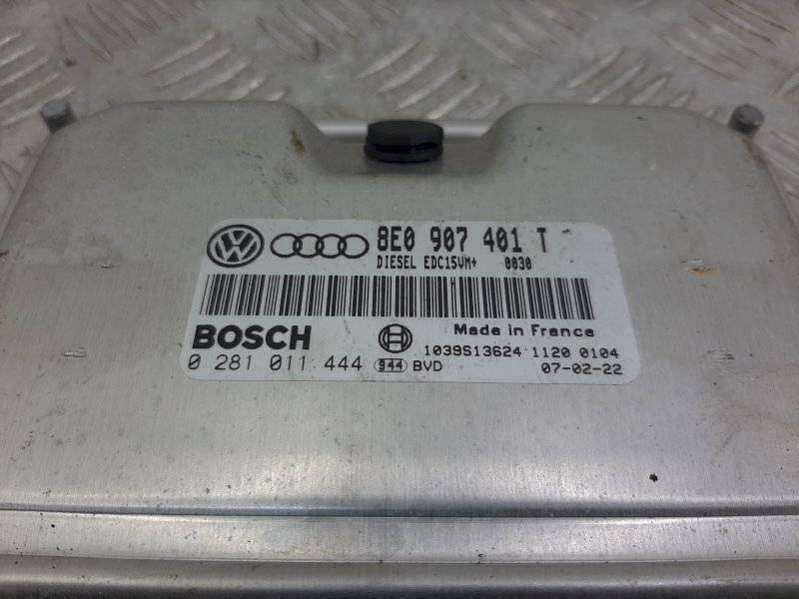 8E0 907 401 T
DIESEL EDC15VM+ 0030
BOSCH
Made in France
0 281 011 444
944 BVD
1039S13624 1120 0104
07-02-22